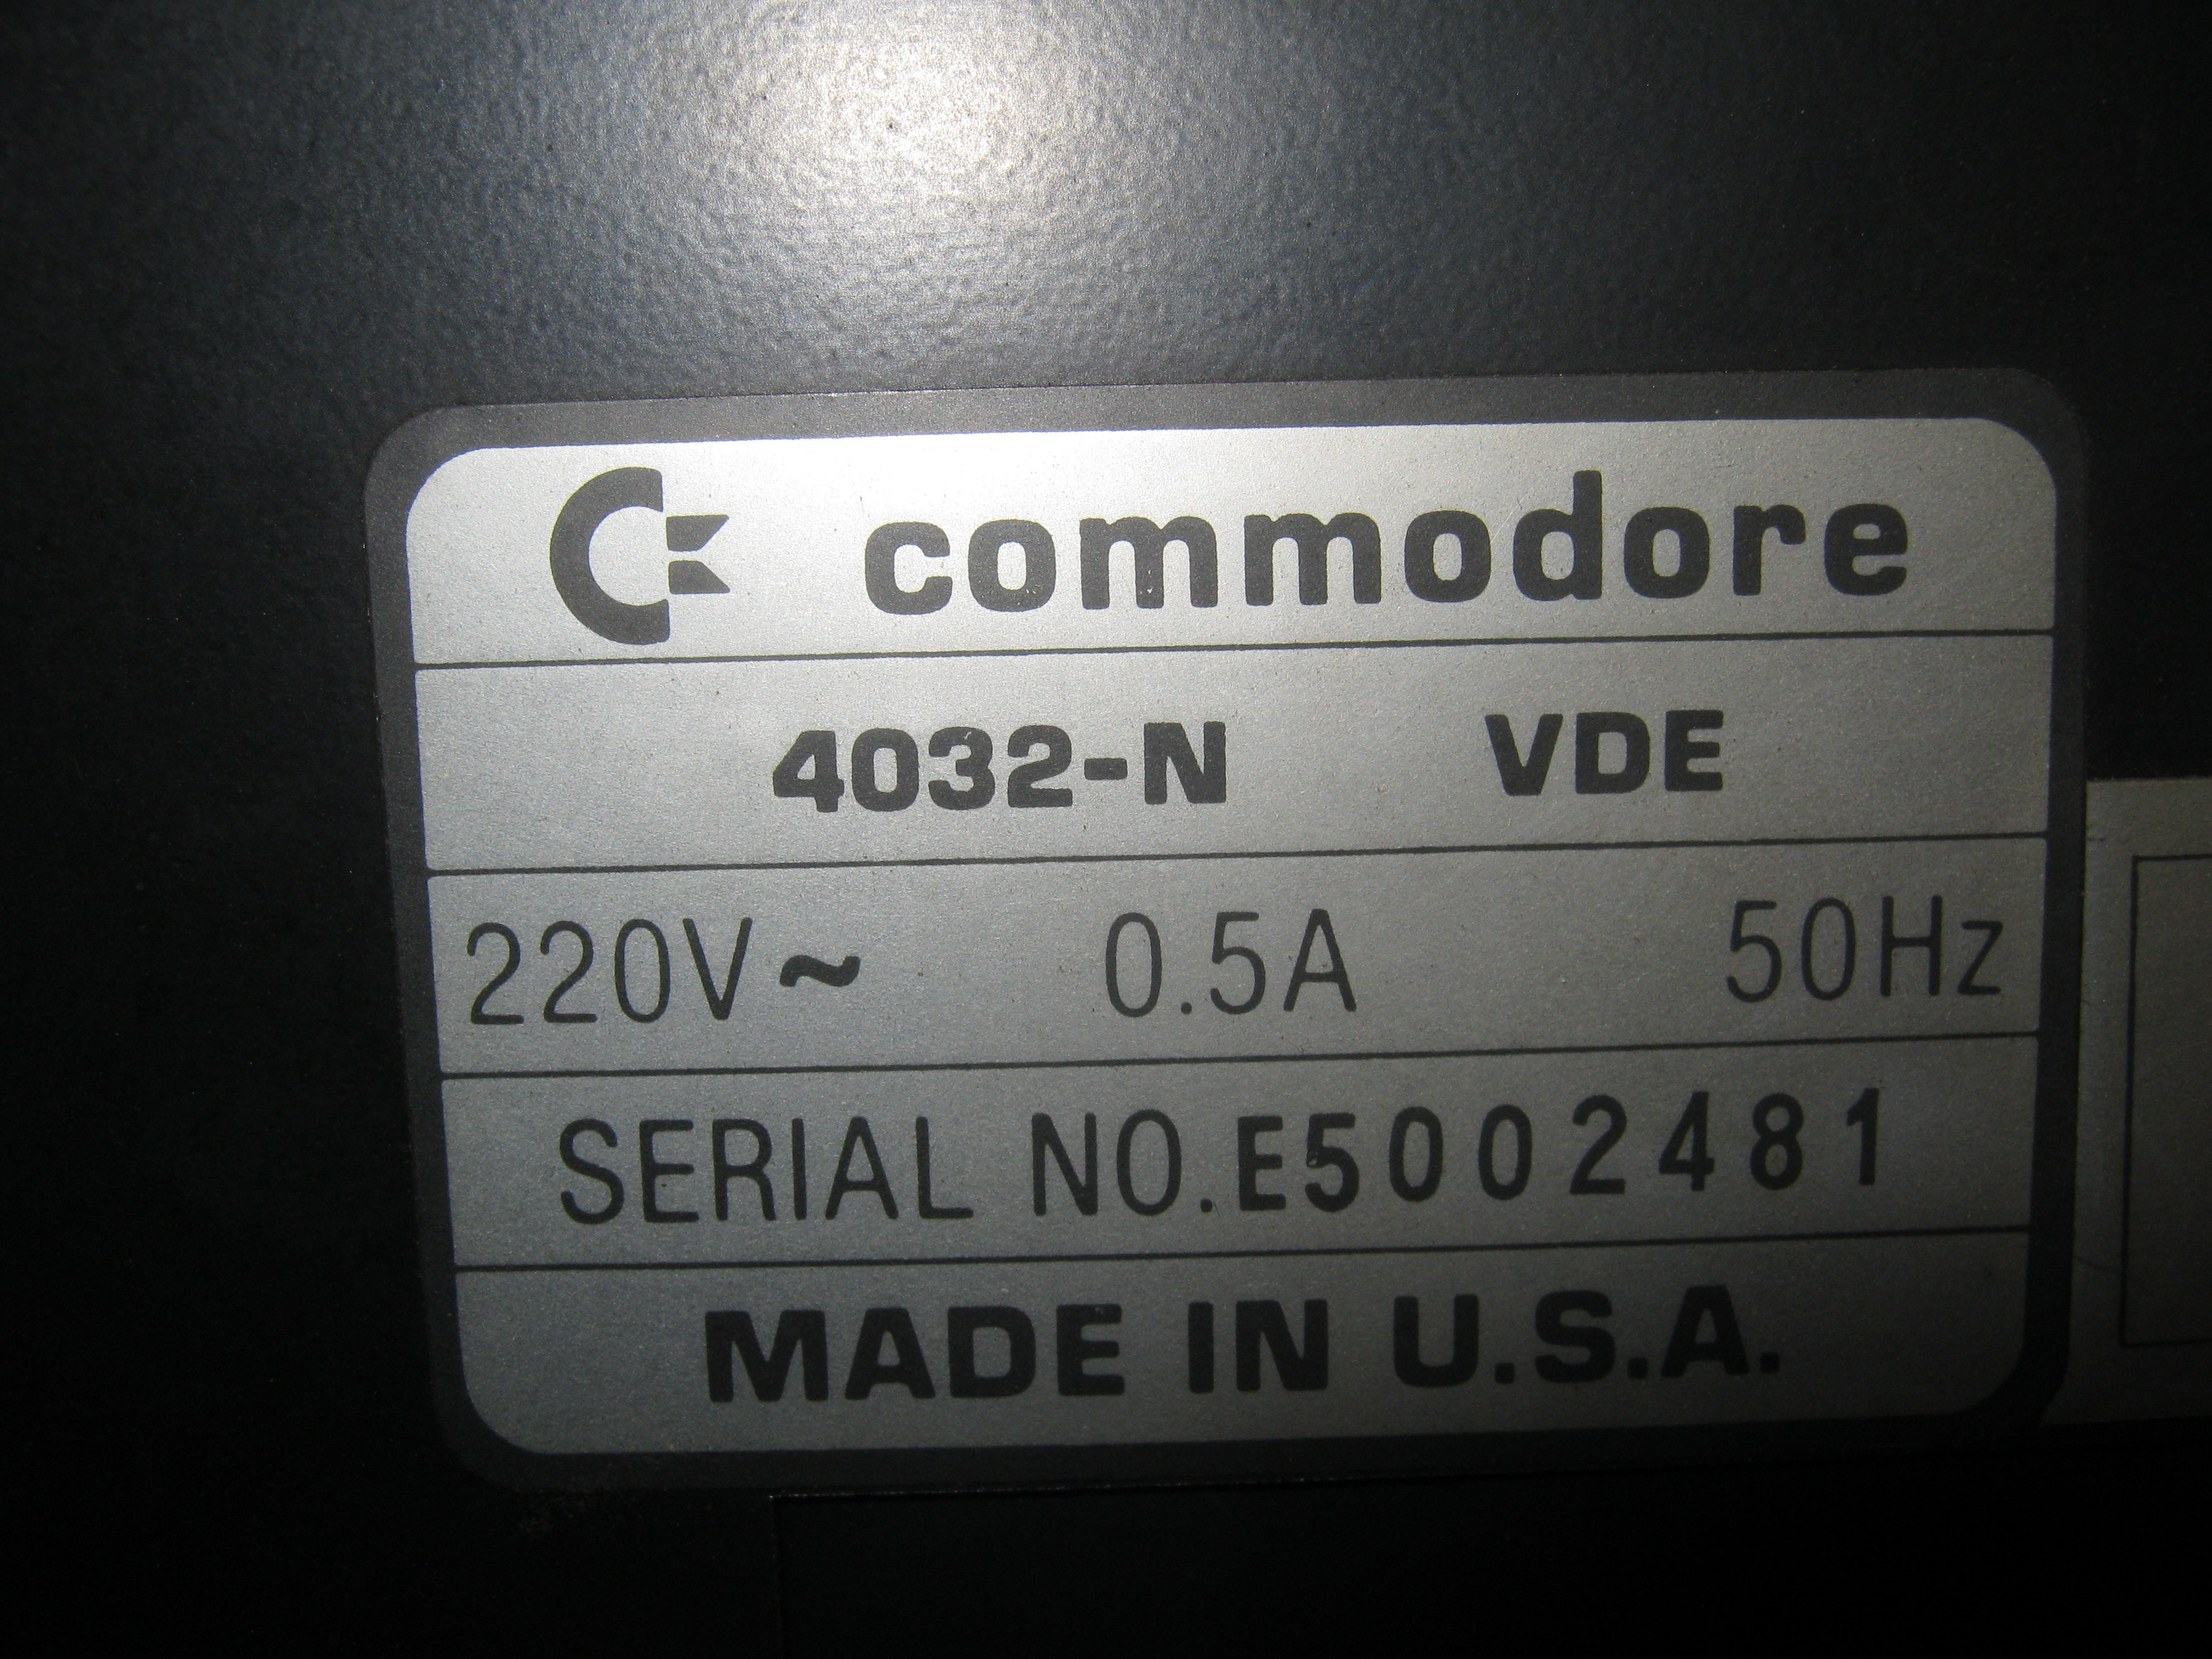 commodore
4032-N VDE
220V~ 0.5A 50Hz
SERIAL NO.E5002481
MADE IN U.S.A.